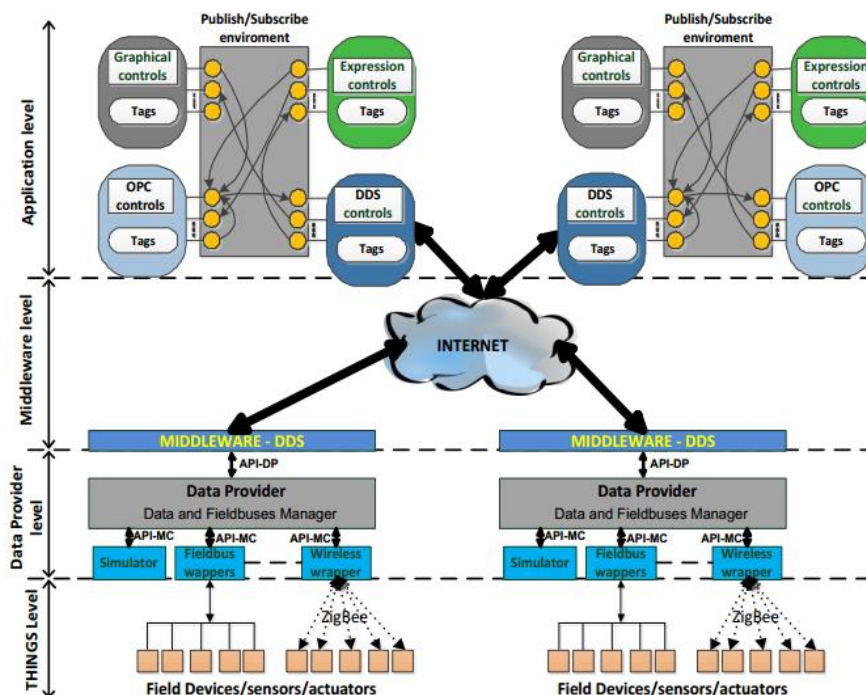 Publish/Subscribe
enviroment
Graphical
controls
Tags
Expression
controls
Tags
OPC
controls
Tags
DDS
controls
Tags
Publish/Subscribe
enviroment
Graphical
controls
Tags
Expression
controls
Tags
DDS
controls
Tags
OPC
controls
Tags
Application level
INTERNET
Middleware level
MIDDLEWARE - DDS
MIDDLEWARE - DDS
API-DP
API-DP
Data Provider
level
Data Provider
Data and Fieldbuses Manager
Data Provider
Data and Fieldbuses Manager
API-MC
API-MC
API-MC
API-MC
API-MC
API-MC
Simulator
Fieldbus
wappers
Wireless
wrapper
Simulator
Fieldbus
wappers
Wireless
wrapper
THINGS Level
ZigBee
ZigBee
Field Devices/sensors/actuators
Field Devices/sensors/actuators